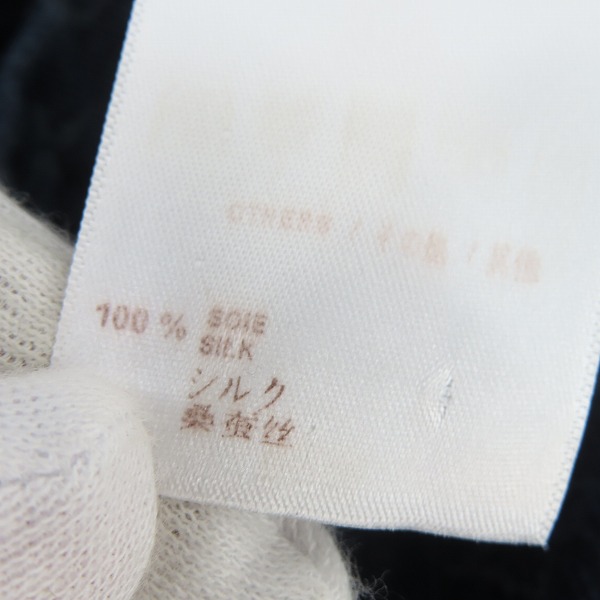 OTHERS / その他 / 其他
100 % SOIE
SILK
シルク
桑蚕丝